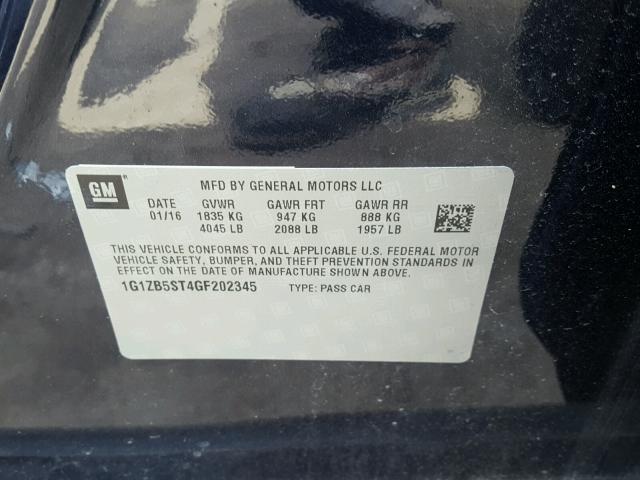 GM
MFD BY GENERAL MOTORS LLC
DATE GVWR GAWR FRT GAWR RR
01/16 1835 KG 947 KG 888 KG
4045 LB 2088 LB 1957 LB
THIS VEHICLE CONFORMS TO ALL APPLICABLE U.S. FEDERAL MOTOR
VEHICLE SAFETY, BUMPER, AND THEFT PREVENTION STANDARDS IN
EFFECT ON THE DATE OF MANUFACTURE SHOWN ABOVE.
1G1ZB5ST4GF202345 TYPE: PASS CAR